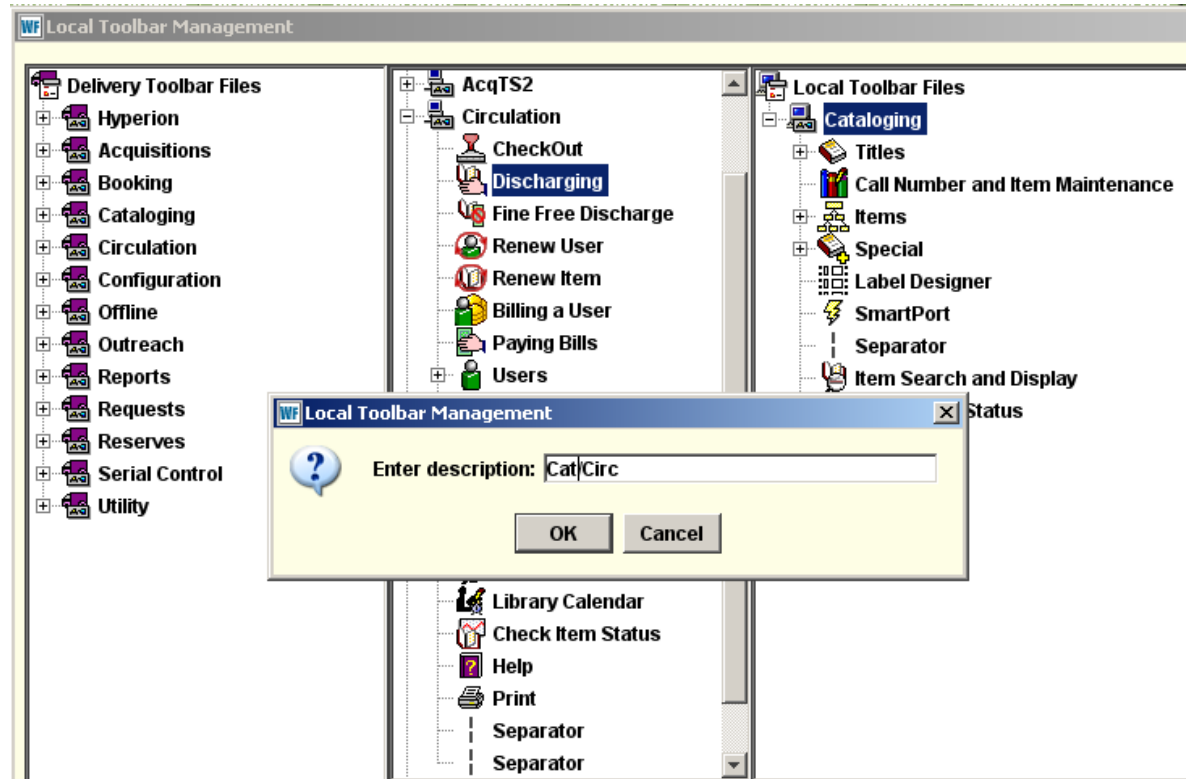 WF Local Toolbar Management
Delivery Toolbar Files
Hyperion
Acquisitions
Booking
Cataloging
Circulation
Configuration
Offline
Outreach
Reports
Requests
Reserves
Serial Control
Utility
AcqTS2
Circulation
CheckOut
Discharging
Fine Free Discharge
Renew User
Renew Item
Billing a User
Paying Bills
Users
Library Calendar
Check Item Status
Help
Print
Separator
Separator
Local Toolbar Files
Cataloging
Titles
Call Number and Item Maintenance
Items
Special
Label Designer
SmartPort
Separator
Item Search and Display
Status
WF Local Toolbar Management
Enter description: Cat/Circ
OK Cancel